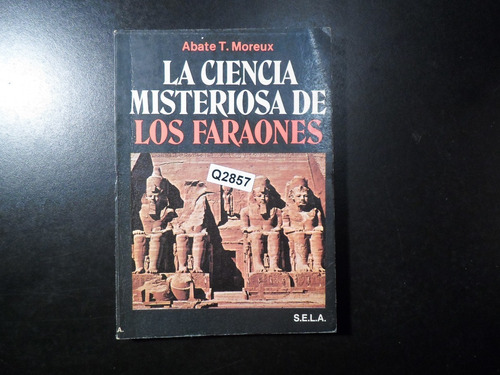 Abate T. Moreux
LA CIENCIA
MISTERIOSA DE
LOS FARAONES
Q2857
S.E.L.A.
A.